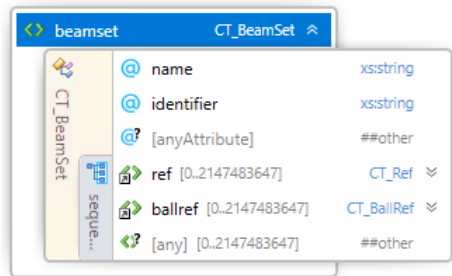 beamset CT_BeamSet
CT_BeamSet
@ name xs:string
@ identifier xs:string
@? [anyAttribute] ##other
seque...
ref [0..2147483647] CT_Ref
ballref [0..2147483647] CT_BallRef
[any] [0..2147483647] ##other